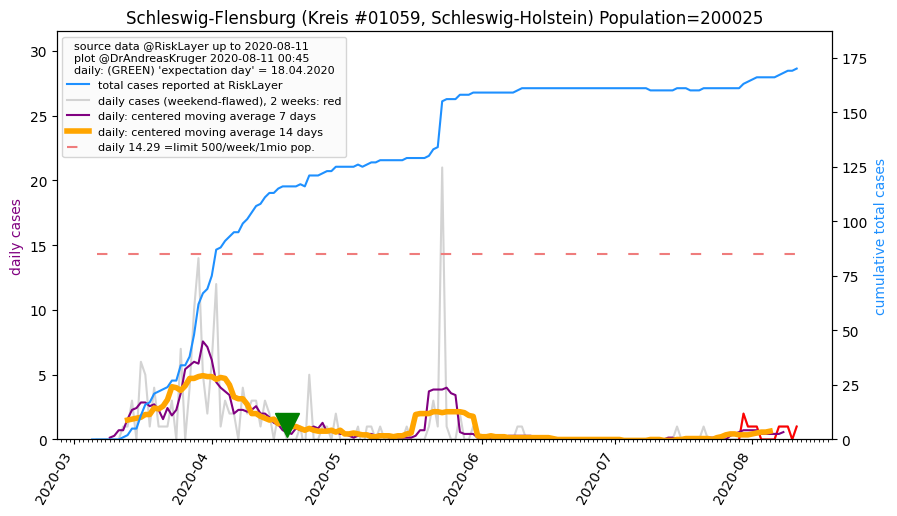 Schleswig-Flensburg (Kreis #01059, Schleswig-Holstein) Population=200025
source data @RiskLayer up to 2020-08-11
plot @DrAndreasKruger 2020-08-11 00:45
daily: (GREEN) 'expectation day' = 18.04.2020
total cases reported at RiskLayer
daily cases (weekend-flawed), 2 weeks: red
daily: centered moving average 7 days
daily: centered moving average 14 days
daily 14.29 =limit 500/week/1mio pop.
daily cases
30
25
20
15
10
5
0
cumulative total cases
175
150
125
100
75
50
25
0
2020-03
2020-04
2020-05
2020-06
2020-07
2020-08